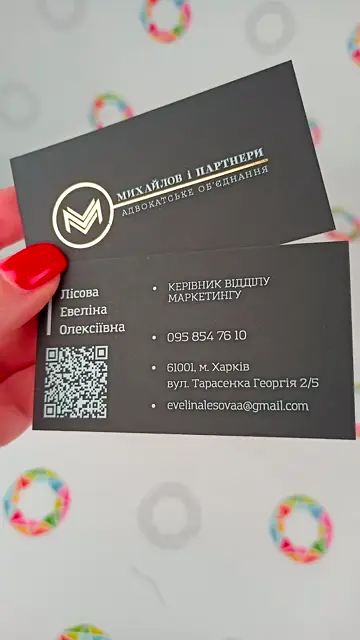 МИХАЙЛОВ І ПАРТНЕРИ
АДВОКАТСЬКЕ ОБ'ЄДНАННЯ
Лісова
Евеліна
Олексіївна
• КЕРІВНИК ВІДДІЛУ
МАРКЕТИНГУ
• 095 854 76 10
• 61001, м. Харків
вул. Тарасенка Георгія 2/5
• evelinalesovaa@gmail.com